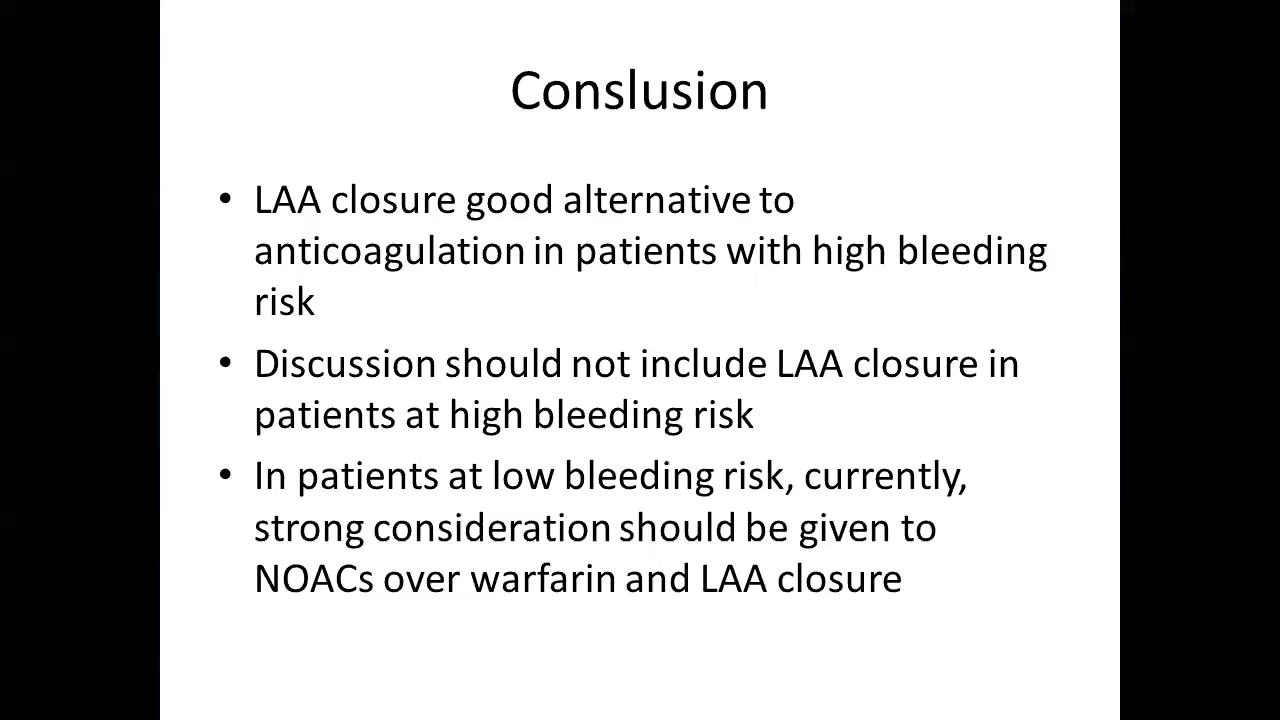 Conslusion
• LAA closure good alternative to
anticoagulation in patients with high bleeding
risk
• Discussion should not include LAA closure in
patients at high bleeding risk
• In patients at low bleeding risk, currently,
strong consideration should be given to
NOACs over warfarin and LAA closure